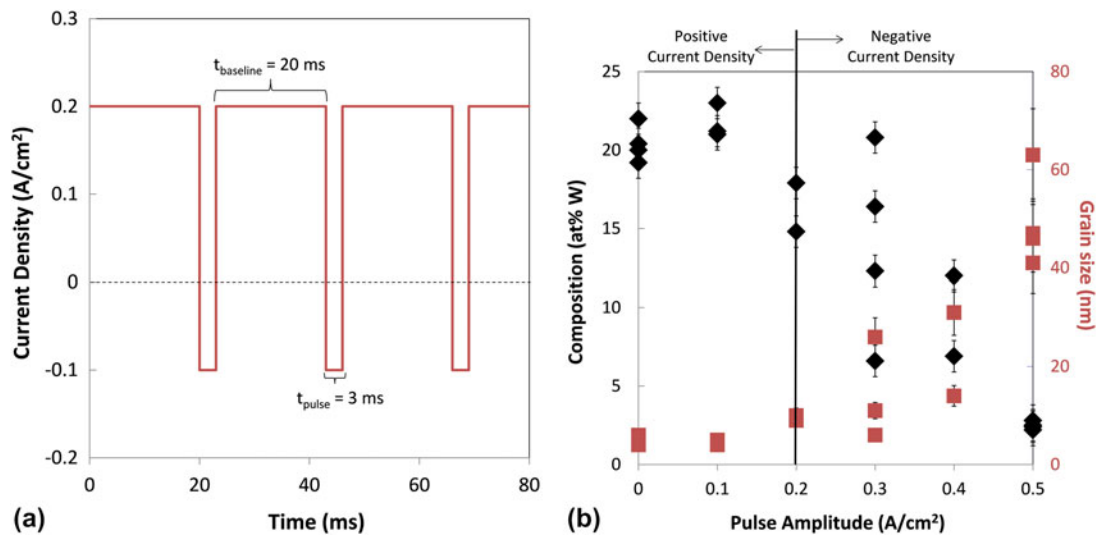 0.3
0.2
0.1
0
-0.1
-0.2
Current Density (A/cm²)
t_baseline = 20 ms
t_pulse = 3 ms
0 20 40 60 80
Time (ms)
(a)
Positive
Current Density
Negative
Current Density
25
20
15
10
5
0
Composition (at% W)
80
60
40
20
0
Grain size (nm)
0 0.1 0.2 0.3 0.4 0.5
Pulse Amplitude (A/cm²)
(b)